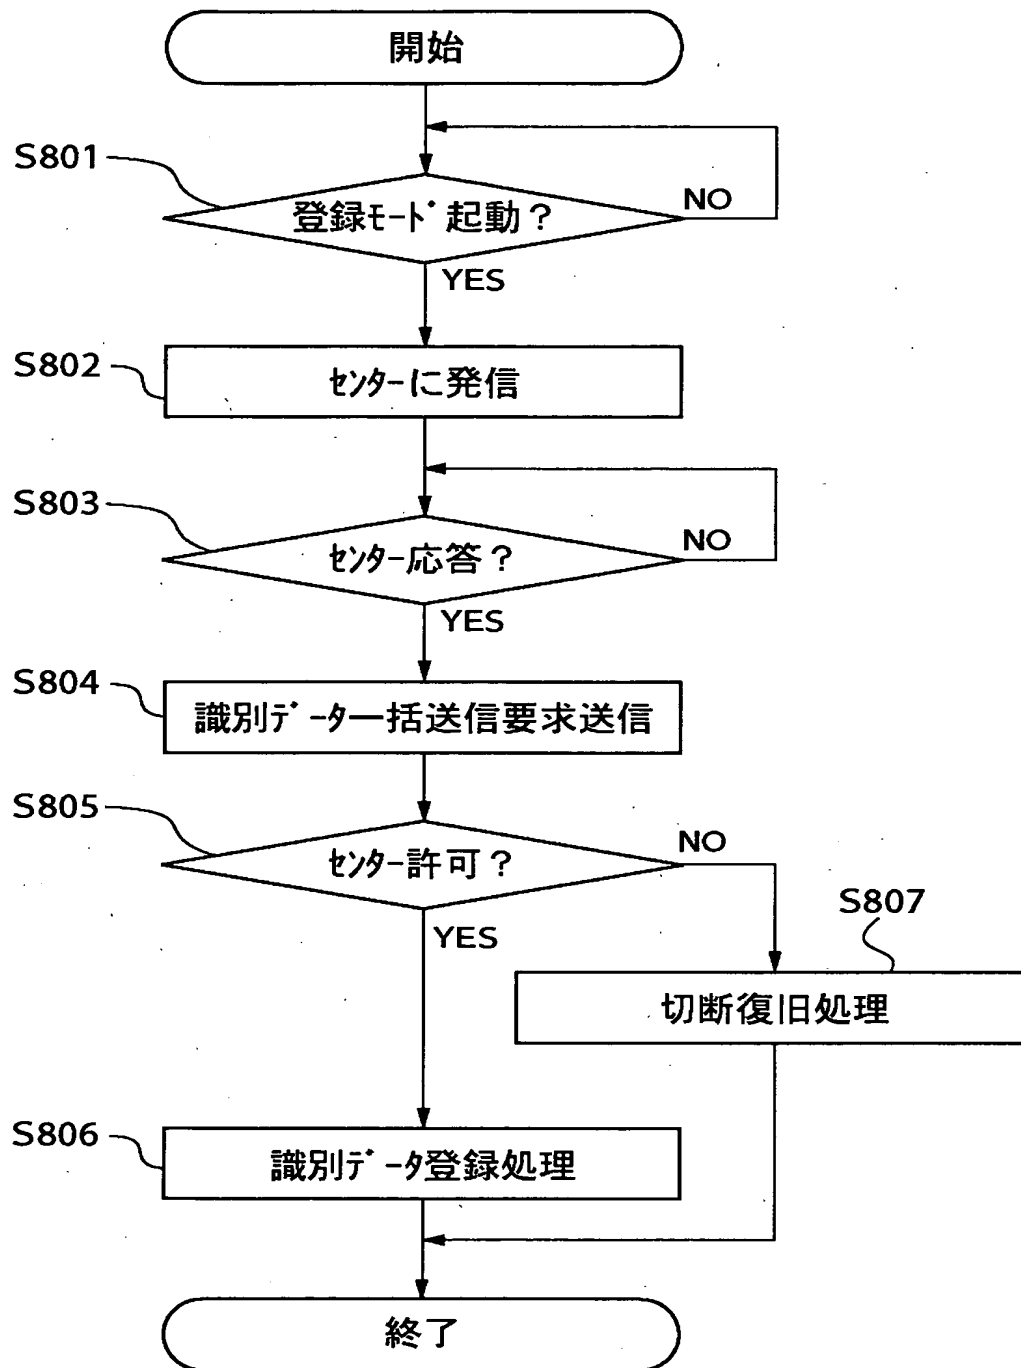 開始
S801
登録ﾓｰﾄﾞ起動?
NO
YES
S802
ｾﾝﾀｰに発信
S803
ｾﾝﾀｰ応答?
NO
YES
S804
識別ﾃﾞｰﾀ一括送信要求送信
S805
ｾﾝﾀｰ許可?
NO
YES
S807
切断復旧処理
S806
識別ﾃﾞｰﾀ登録処理
終了